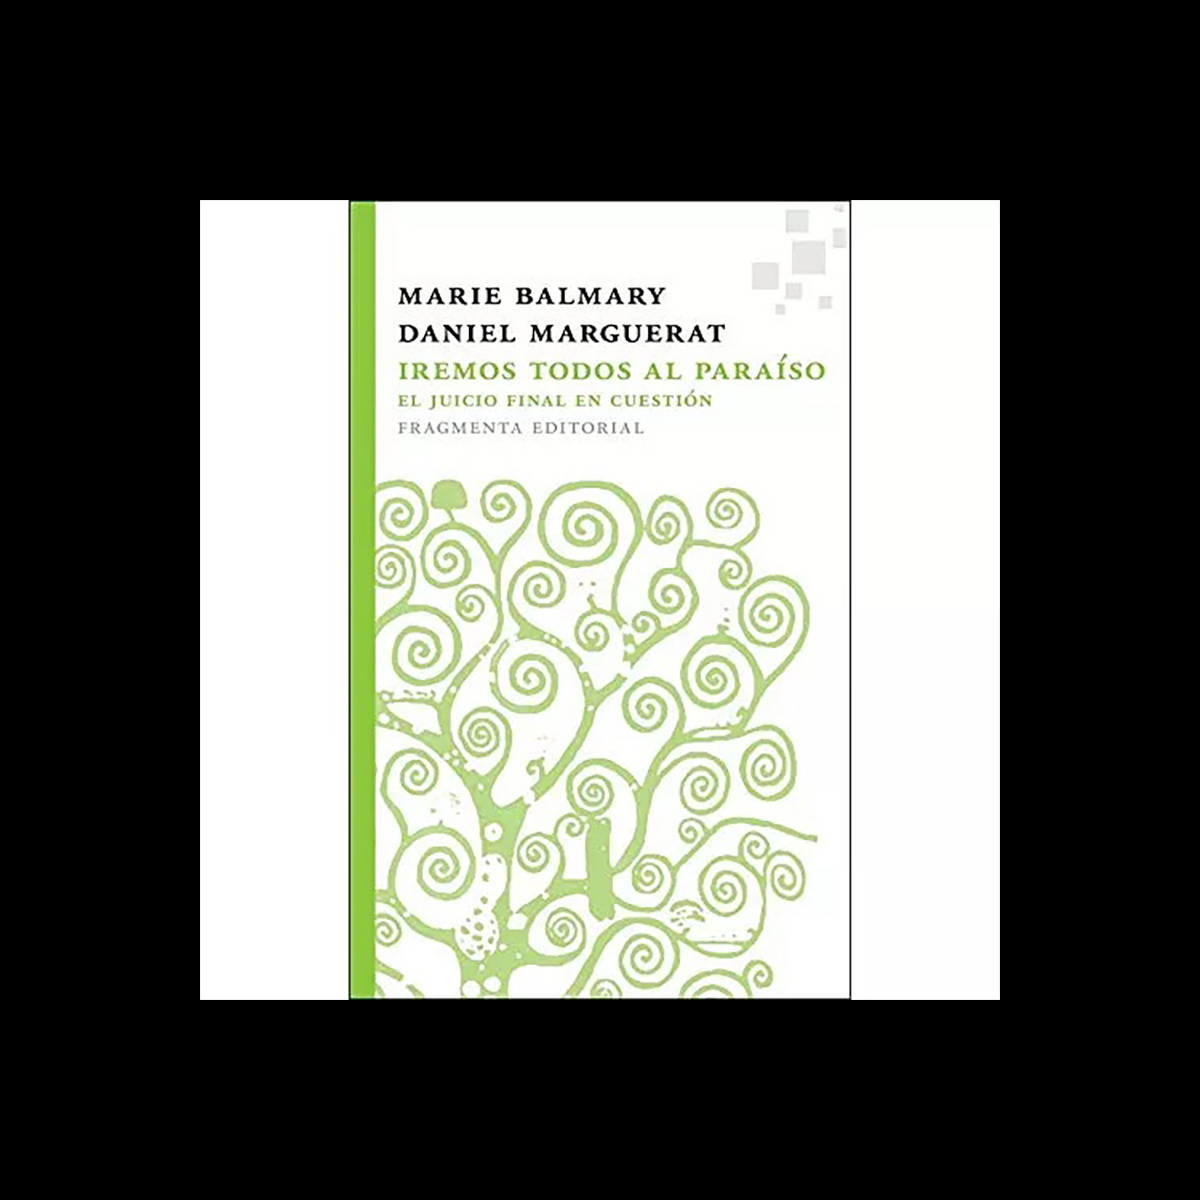 MARIE BALMARY
DANIEL MARGUERAT
IREMOS TODOS AL PARAÍSO
EL JUICIO FINAL EN CUESTIÓN
FRAGMENTA EDITORIAL